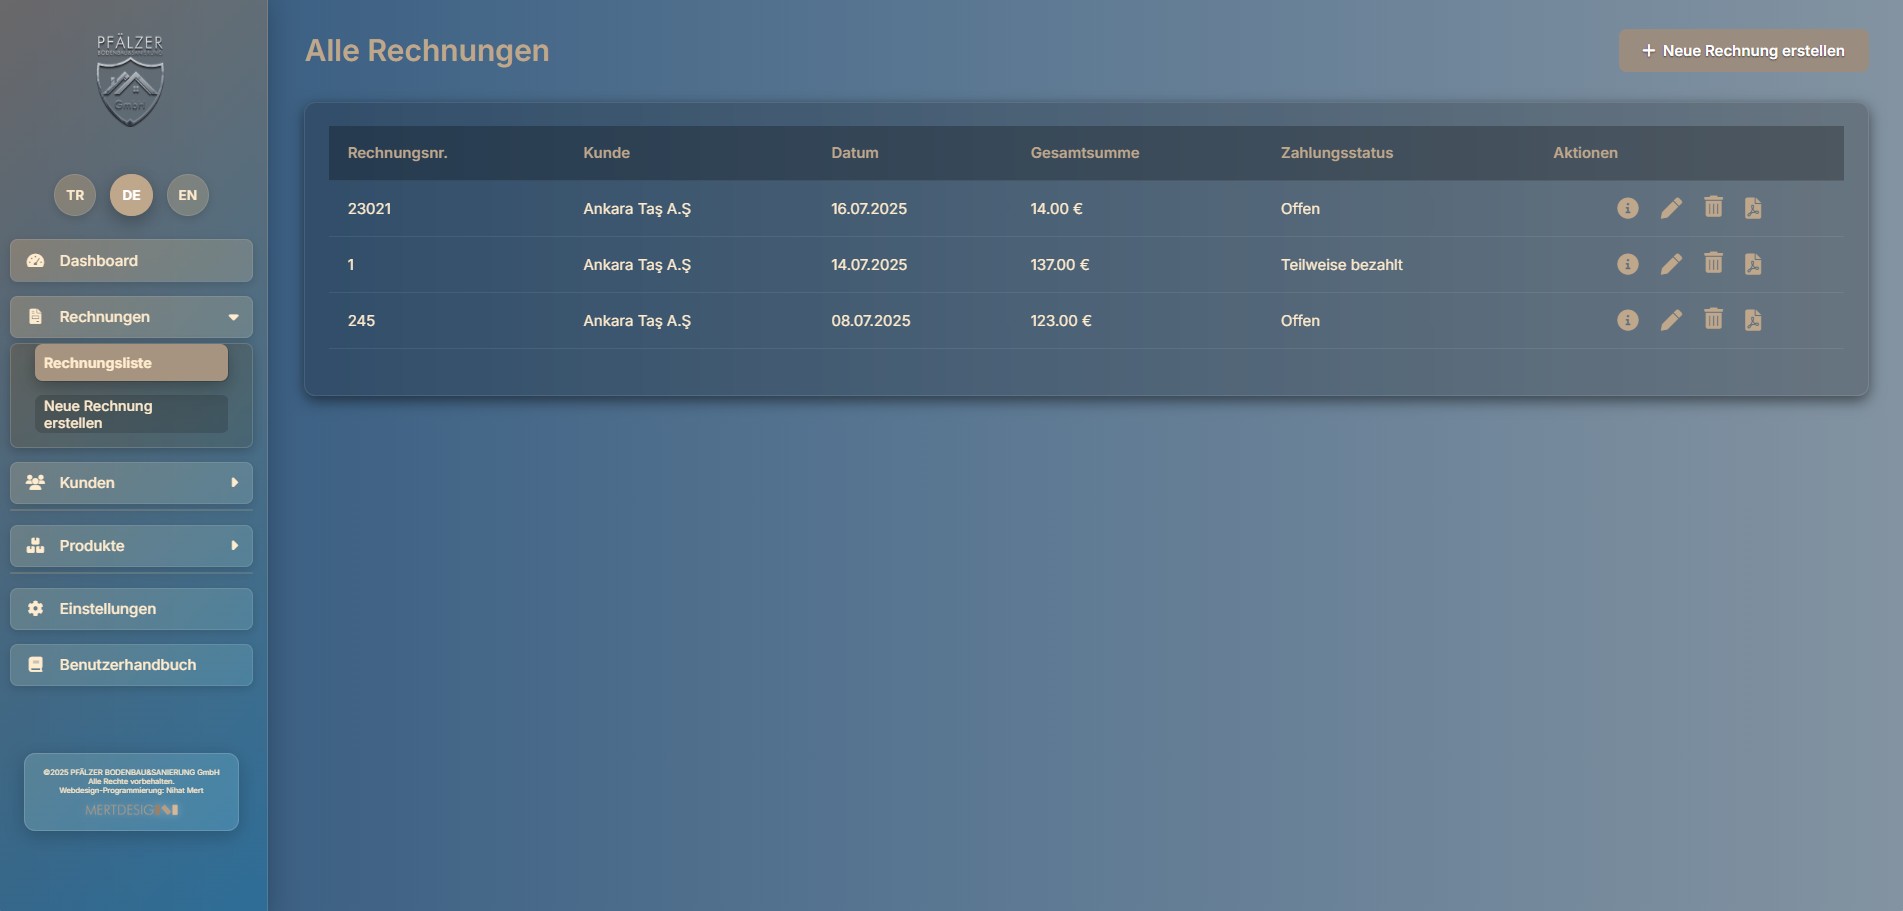 PFÄLZER
GmbH
TR DE EN
Dashboard
Rechnungen
Rechnungsliste
Neue Rechnung
erstellen
Kunden
Produkte
Einstellungen
Benutzerhandbuch
©2025 PFÄLZER BODENBAU&SANIERUNG GmbH
Alle Rechte vorbehalten.
Webdesign-Programmierung: Nihat Mert
Alle Rechnungen
+ Neue Rechnung erstellen
Rechnungsnr. Kunde Datum Gesamtsumme Zahlungsstatus Aktionen
23021 Ankara Taş A.Ş 16.07.2025 14.00 € Offen
1 Ankara Taş A.Ş 14.07.2025 137.00 € Teilweise bezahlt
245 Ankara Taş A.Ş 08.07.2025 123.00 € Offen